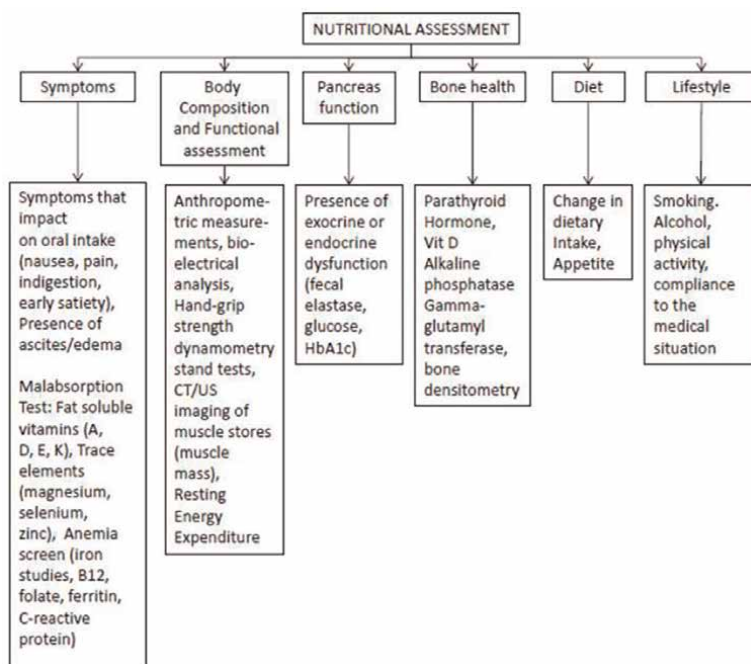 NUTRITIONAL ASSESSMENT
Symptoms
Body
Composition
and Functional
assessment
Pancreas
function
Bone health
Diet
Lifestyle
Symptoms that
impact
on oral intake
(nausea, pain,
indigestion,
early satiety),
Presence of
ascites/edema
Malabsorption
Test: Fat soluble
vitamins (A,
D, E, K), Trace
elements
(magnesium,
selenium,
zinc), Anemia
screen (iron
studies, B12,
folate, ferritin,
C-reactive
protein)
Anthropome-
tric measure-
ments, bio-
electrical
analysis,
Hand-grip
strength
dynamometry
stand tests,
CT/US
imaging of
muscle stores
(muscle
mass),
Resting
Energy
Expenditure
Presence of
exocrine or
endocrine
dysfunction
(fecal
elastase,
glucose,
HbA1c)
Parathyroid
Hormone,
Vit D
Alkaline
phosphatase
Gamma-
glutamyl
transferase,
bone
densitometry
Change in
dietary
Intake,
Appetite
Smoking.
Alcohol,
physical
activity,
compliance
to the
medical
situation